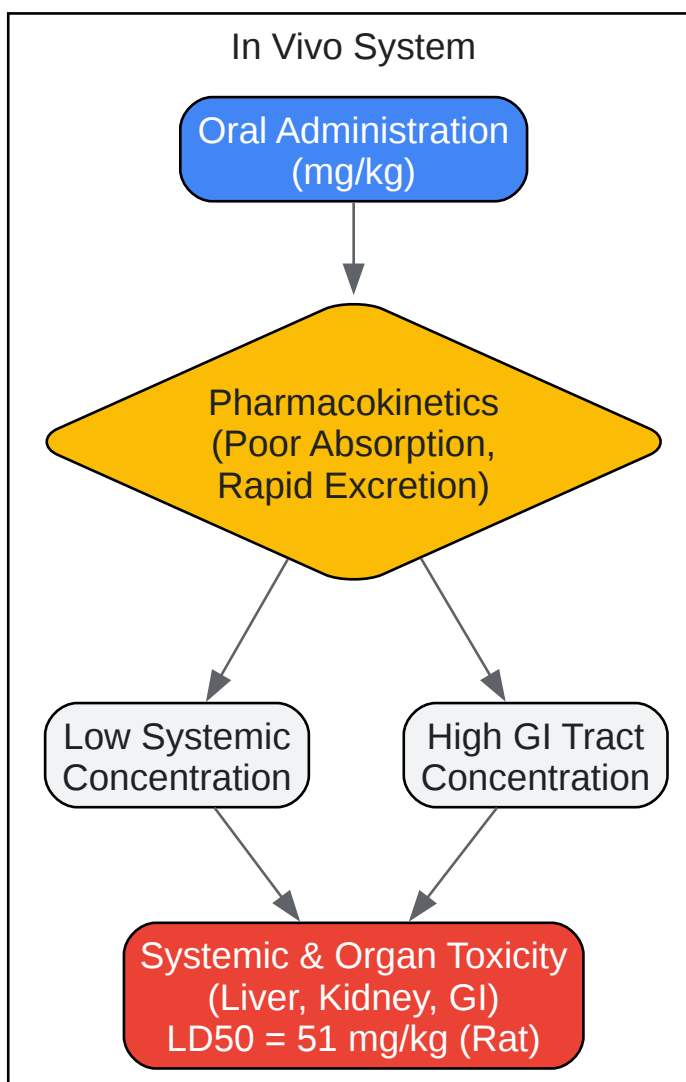 In Vivo System
Oral Administration
(mg/kg)
Pharmacokinetics
(Poor Absorption,
Rapid Excretion)
Low Systemic
Concentration
High GI Tract
Concentration
Systemic & Organ Toxicity
(Liver, Kidney, GI)
LD50 = 51 mg/kg (Rat)